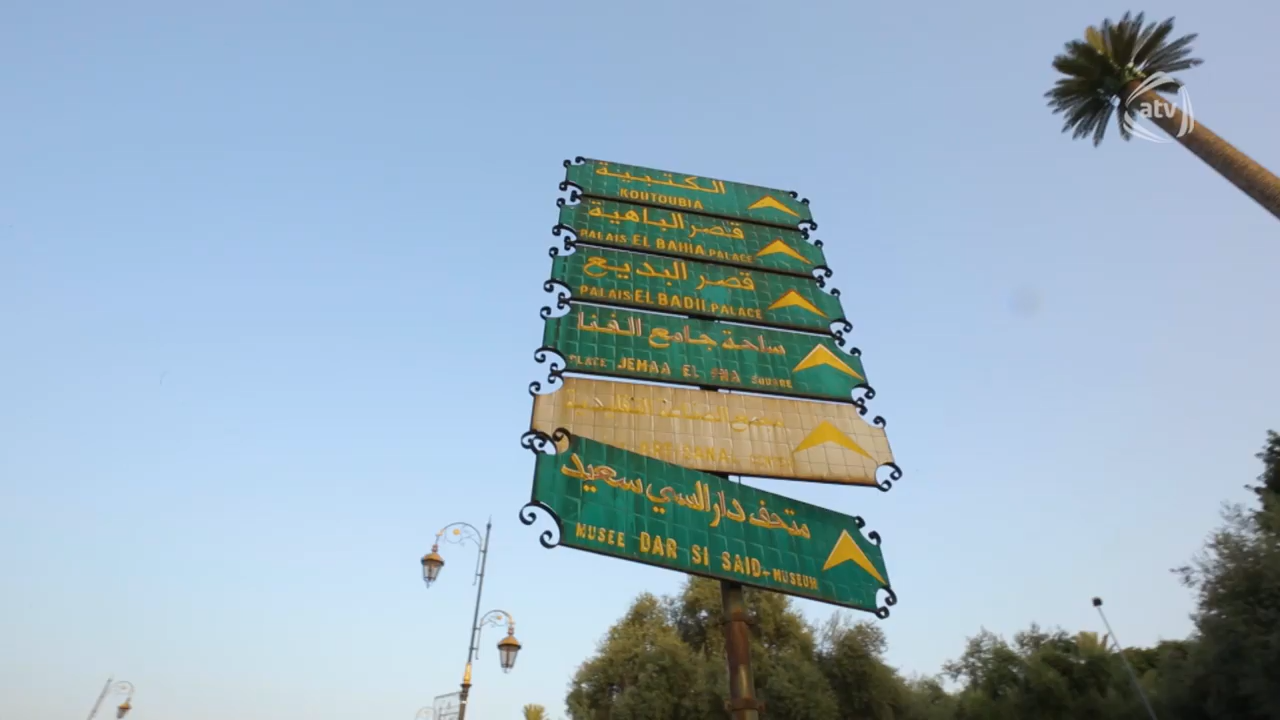 atv
الكتبية
KOUTOUBIA
قصر الباهية
PALAIS EL BAHIA PALACE
قصر البديع
PALAIS EL BADII PALACE
ساحة جامع الفنا
PLACE JEMAA EL FNA SQUARE
مجمع
متحف دار السي سعيد
MUSEE DAR SI SAID-MUSEUM